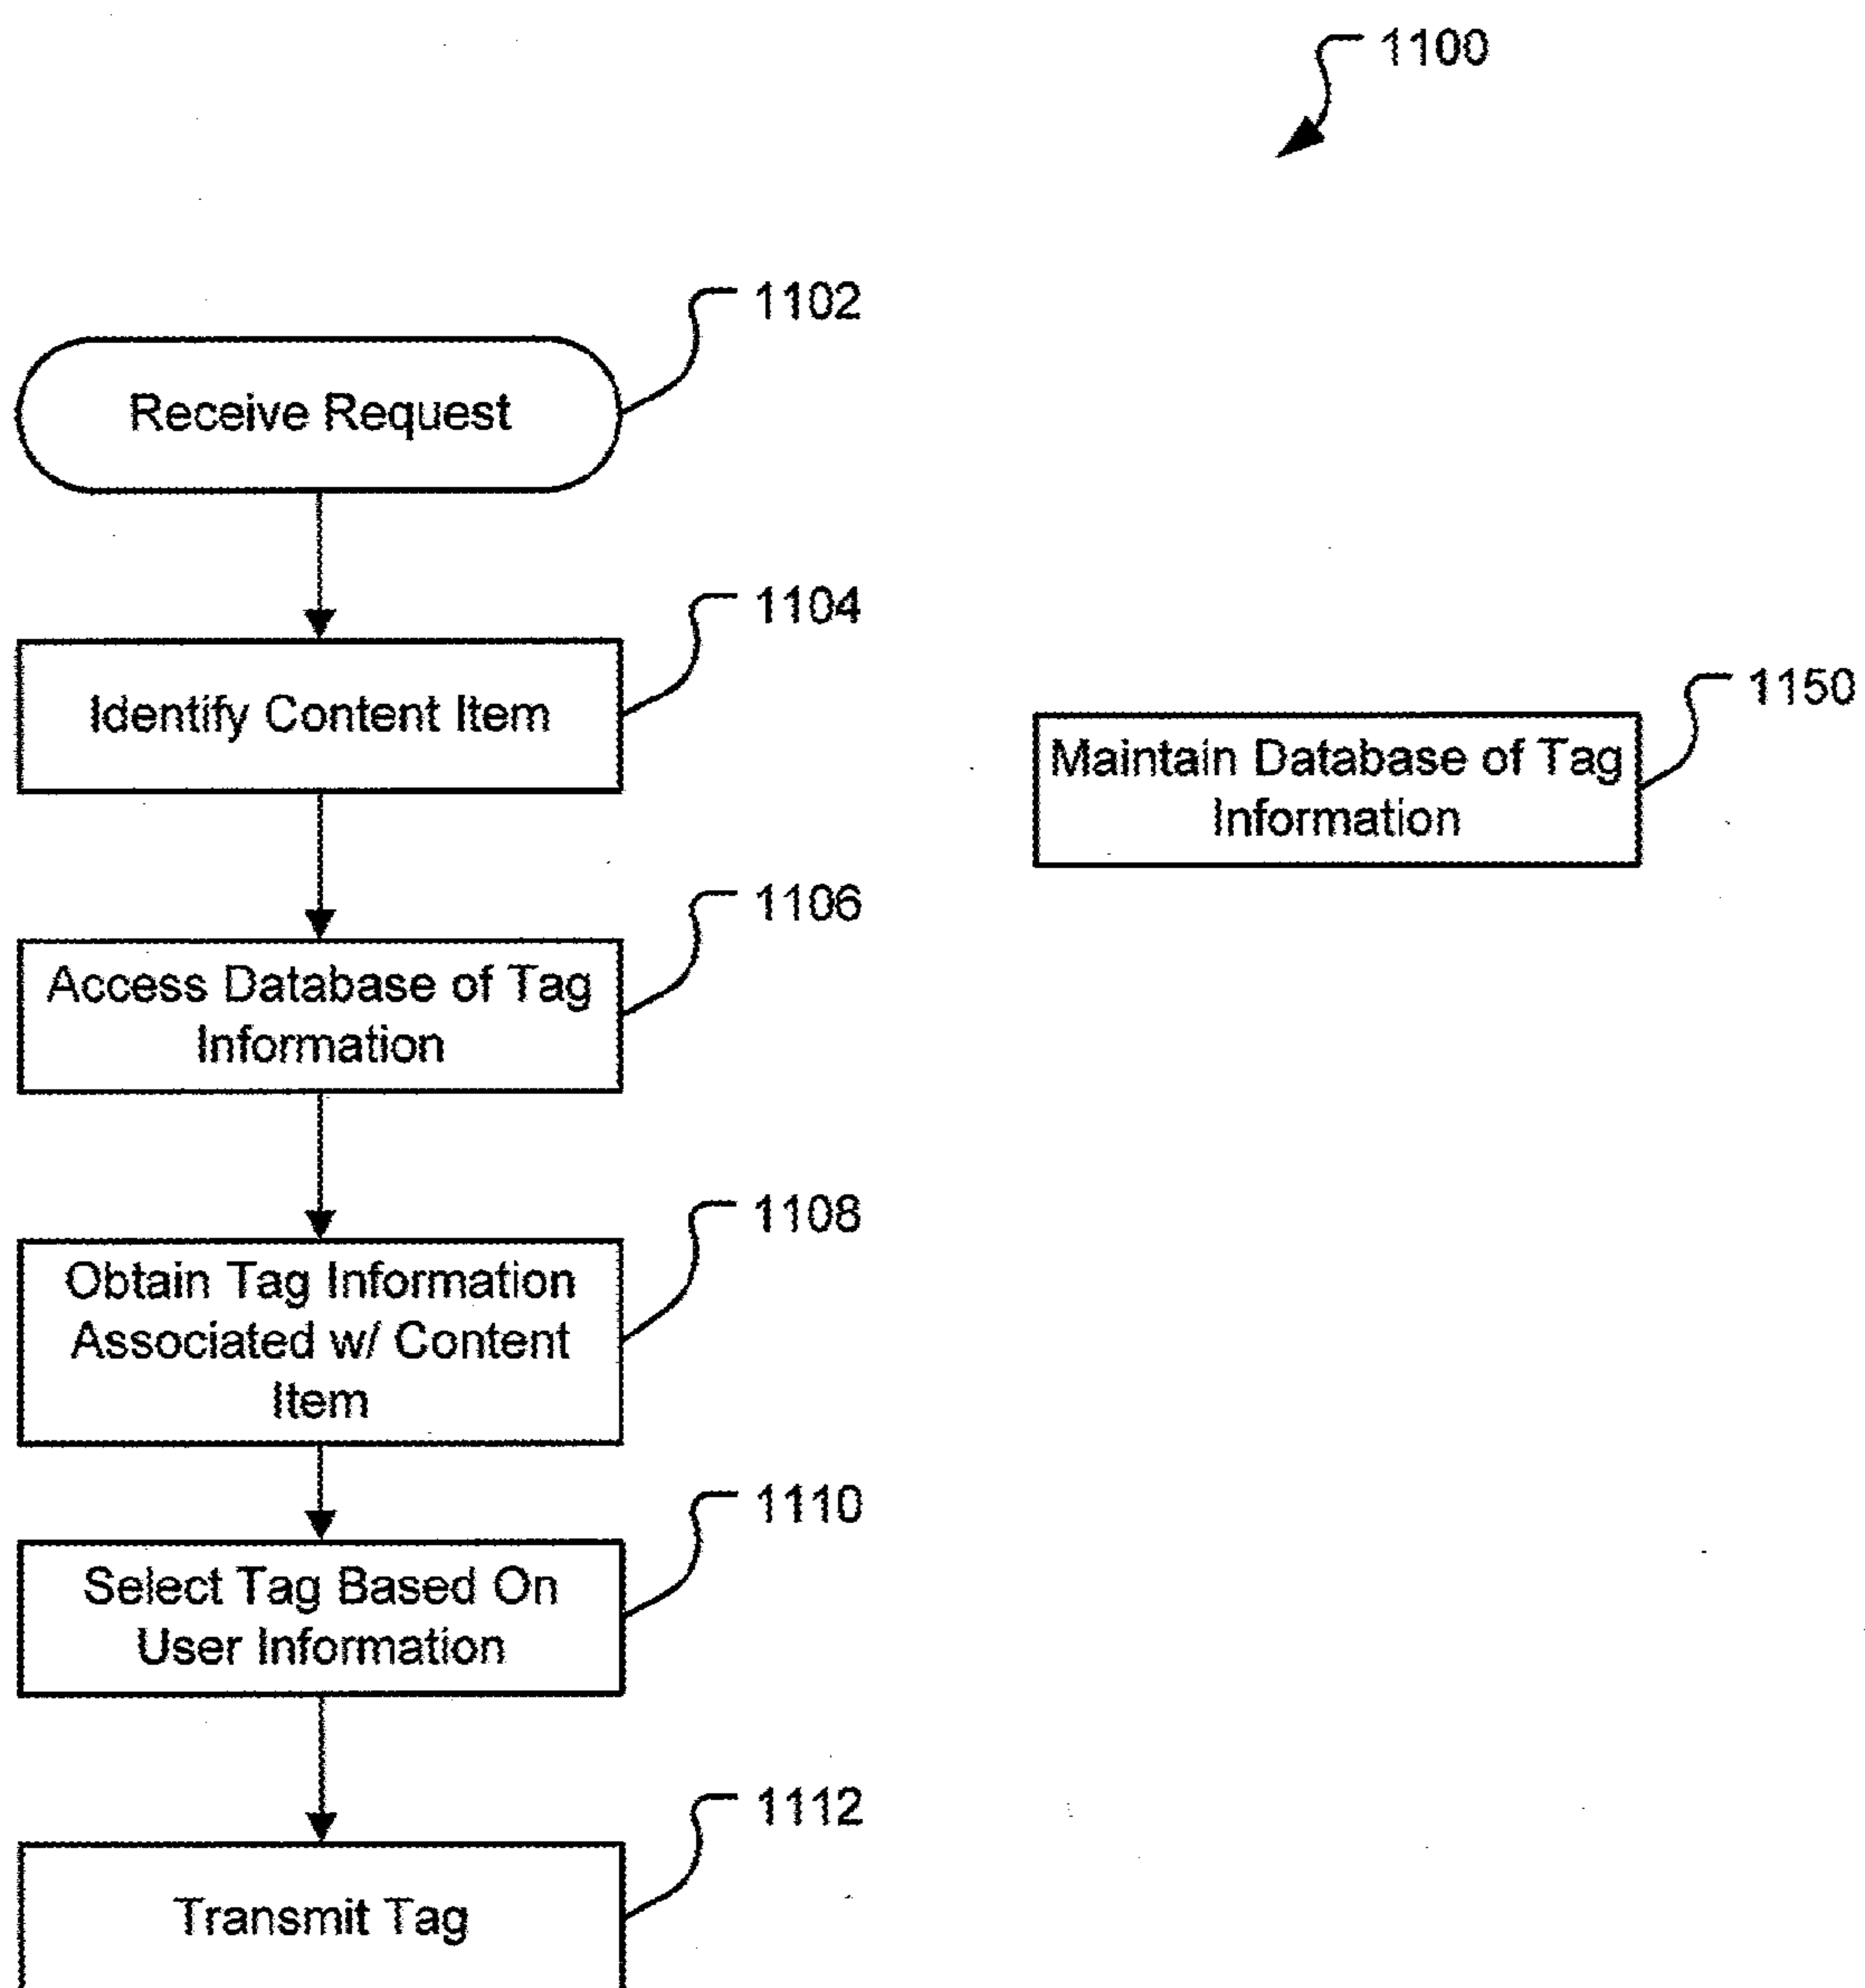 1100
1102
Receive Request
1104
Identify Content Item
1150
Maintain Database of Tag
Information
1106
Access Database of Tag
Information
1108
Obtain Tag Information
Associated w/ Content
Item
1110
Select Tag Based On
User Information
1112
Transmit Tag